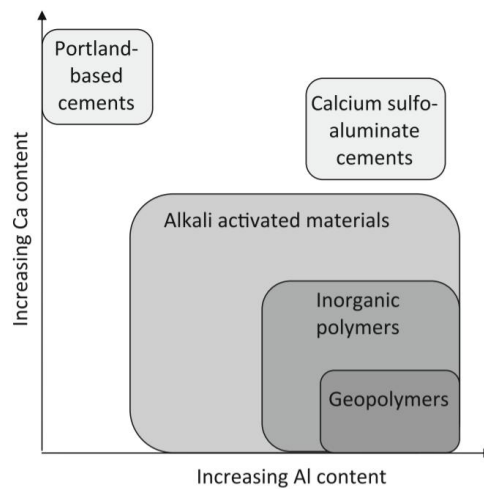 Portland-
based
cements
Calcium sulfo-
aluminate
cements
Alkali activated materials
Inorganic
polymers
Geopolymers
Increasing Ca content
Increasing Al content